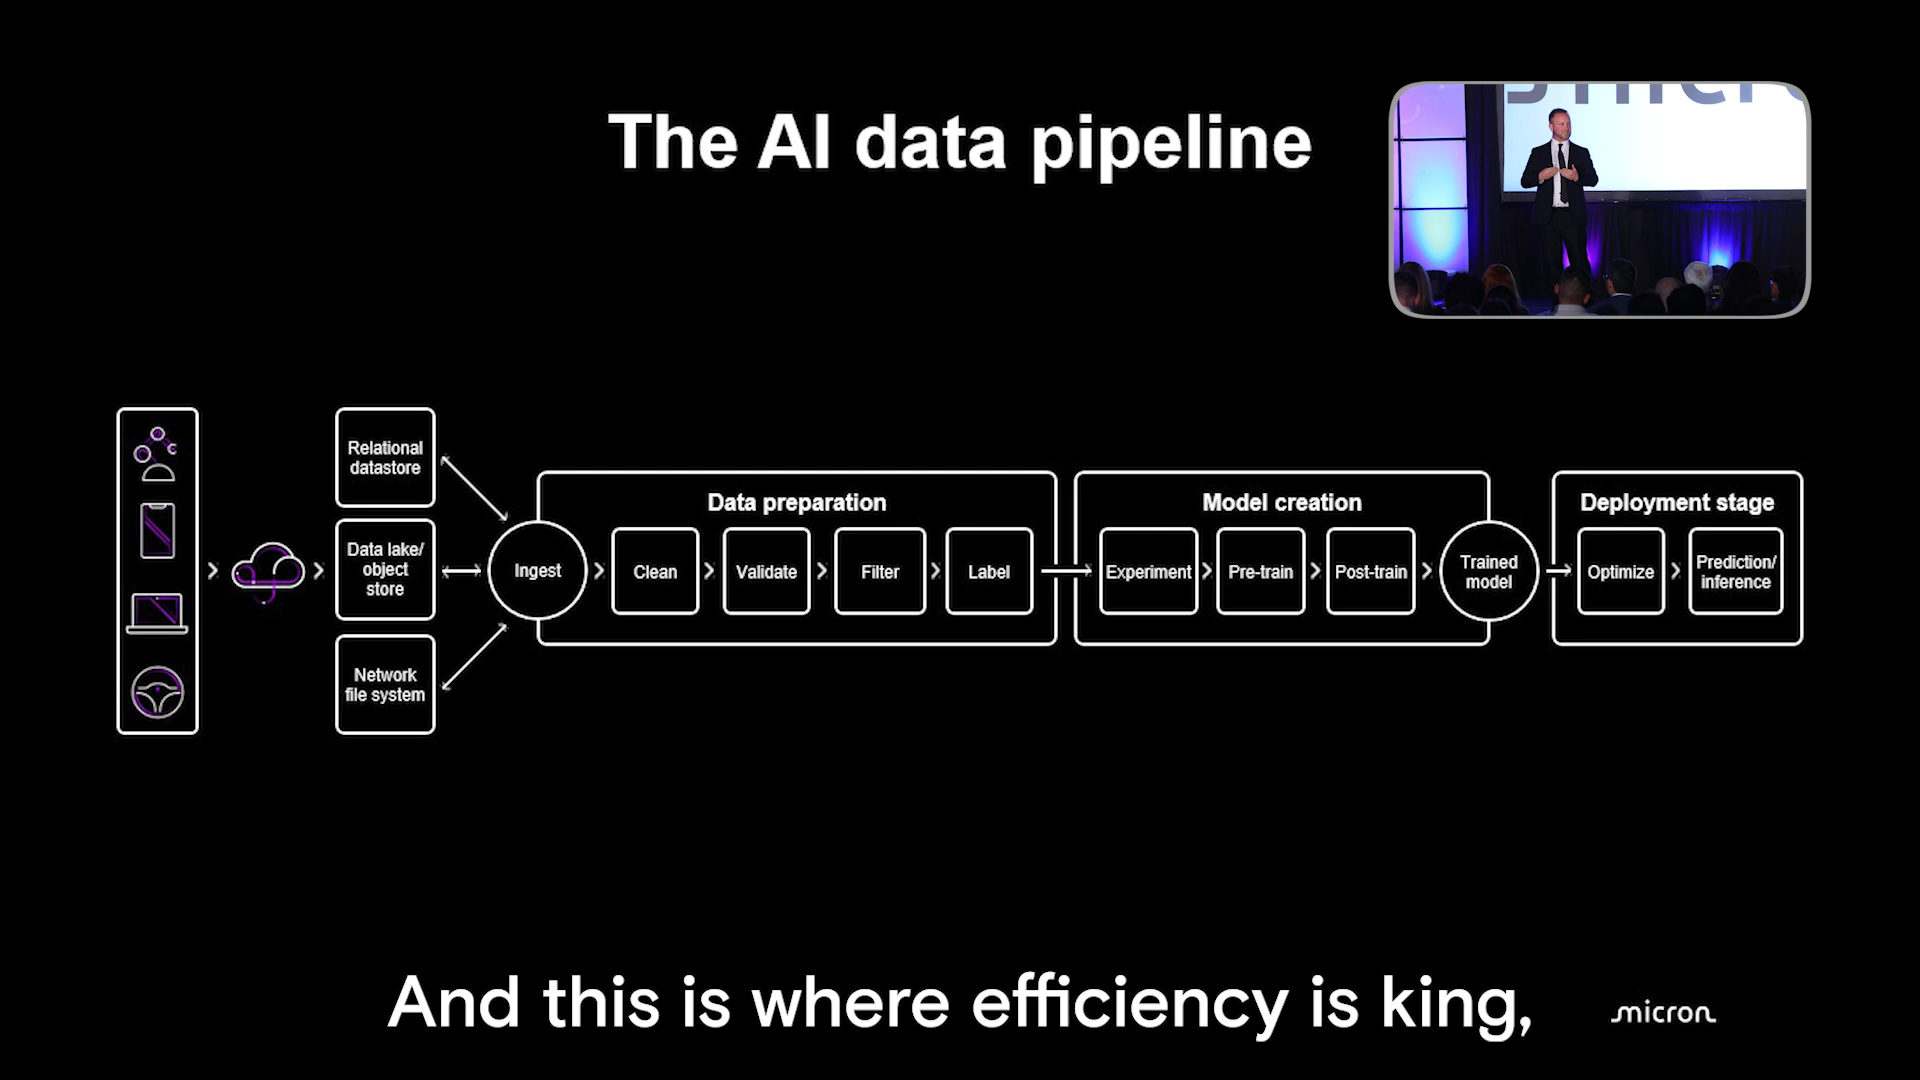 The AI data pipeline
Relational
datastore
Data lake/
object
store
Network
file system
Ingest
Data preparation
Clean
Validate
Filter
Label
Model creation
Experiment
Pre-train
Post-train
Trained
model
Deployment stage
Optimize
Prediction/
inference
And this is where efficiency is king,
micron